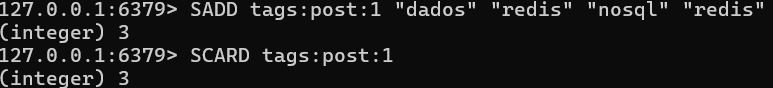 127.0.0.1:6379> SADD tags:post:1 "dados" "redis" "nosql" "redis"
(integer) 3
127.0.0.1:6379> SCARD tags:post:1
(integer) 3